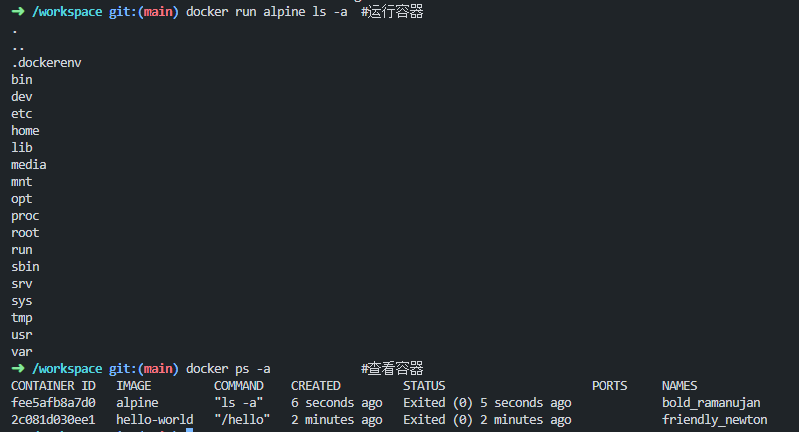 ➜ /workspace git:(main) docker run alpine ls -a  #运行容器
.
..
.dockerenv
bin
dev
etc
home
lib
media
mnt
opt
proc
root
run
sbin
srv
sys
tmp
usr
var
➜ /workspace git:(main) docker ps -a            #查看容器
CONTAINER ID   IMAGE         COMMAND    CREATED         STATUS                     PORTS     NAMES
fee5afb8a7d0   alpine        "ls -a"    6 seconds ago   Exited (0) 5 seconds ago             bold_ramanujan
2c081d030ee1   hello-world   "/hello"   2 minutes ago   Exited (0) 2 minutes ago             friendly_newton